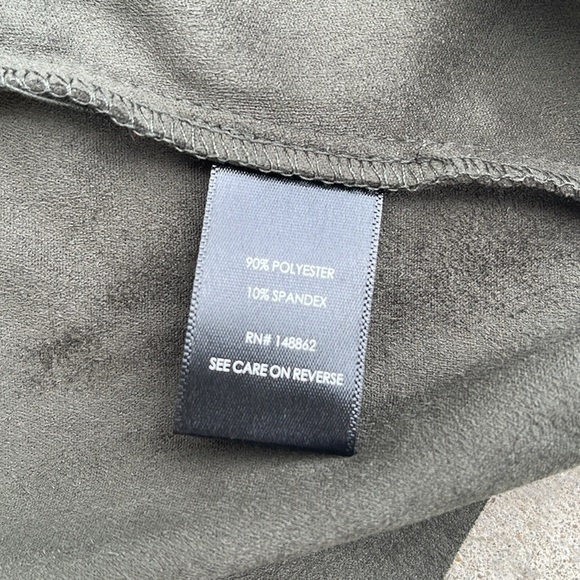 90% POLYESTER
10% SPANDEX
RN# 148862
SEE CARE ON REVERSE